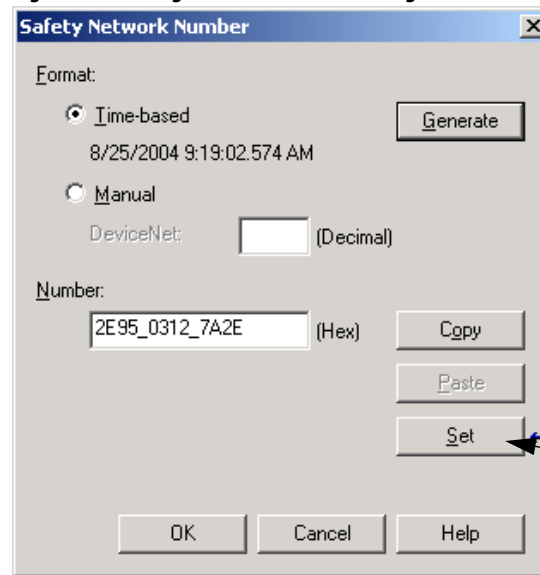 Safety Network Number
Format:
Time-based
Generate
8/25/2004 9:19:02.574 AM
Manual
DeviceNet:
(Decimal)
Number:
2E95_0312_7A2E
(Hex)
Copy
Paste
Set
OK
Cancel
Help